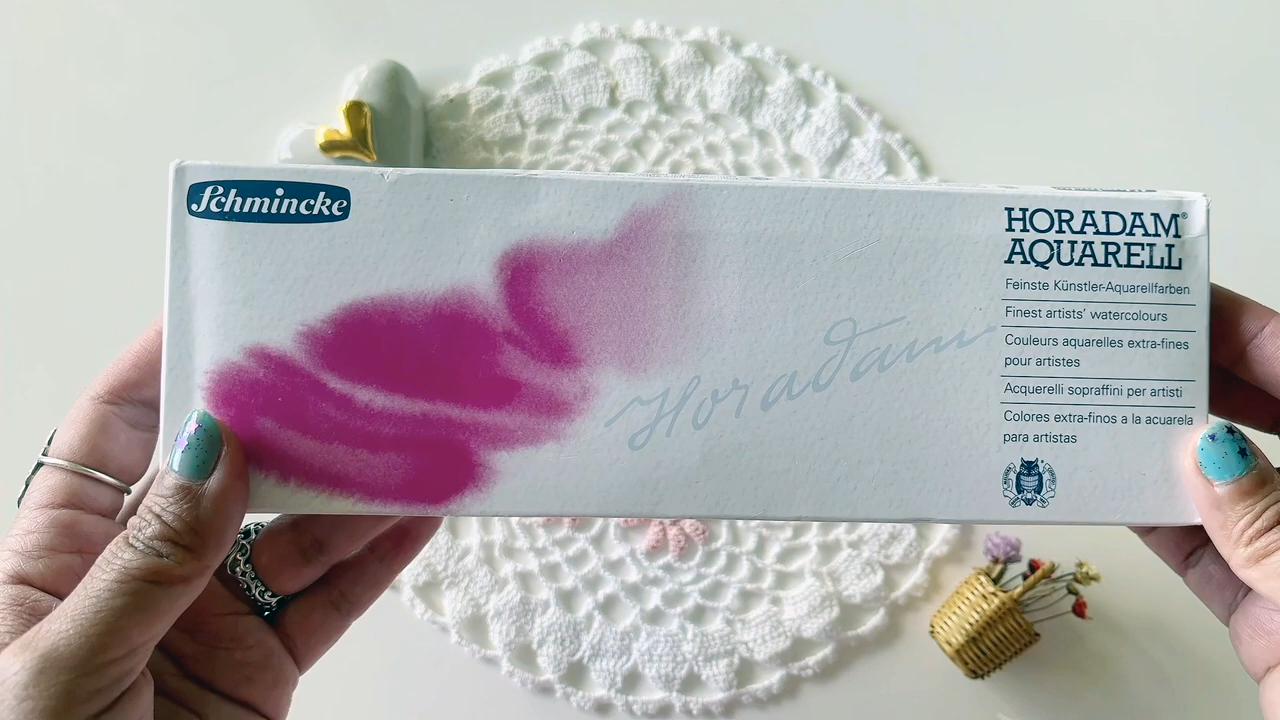 Schmincke
HORADAM®
AQUARELL
Feinste Künstler-Aquarellfarben
Finest artists' watercolours
Couleurs aquarelles extra-fines
pour artistes
Acquerelli sopraffini per artisti
Colores extra-finos a la acuarela
para artistas
Horadam